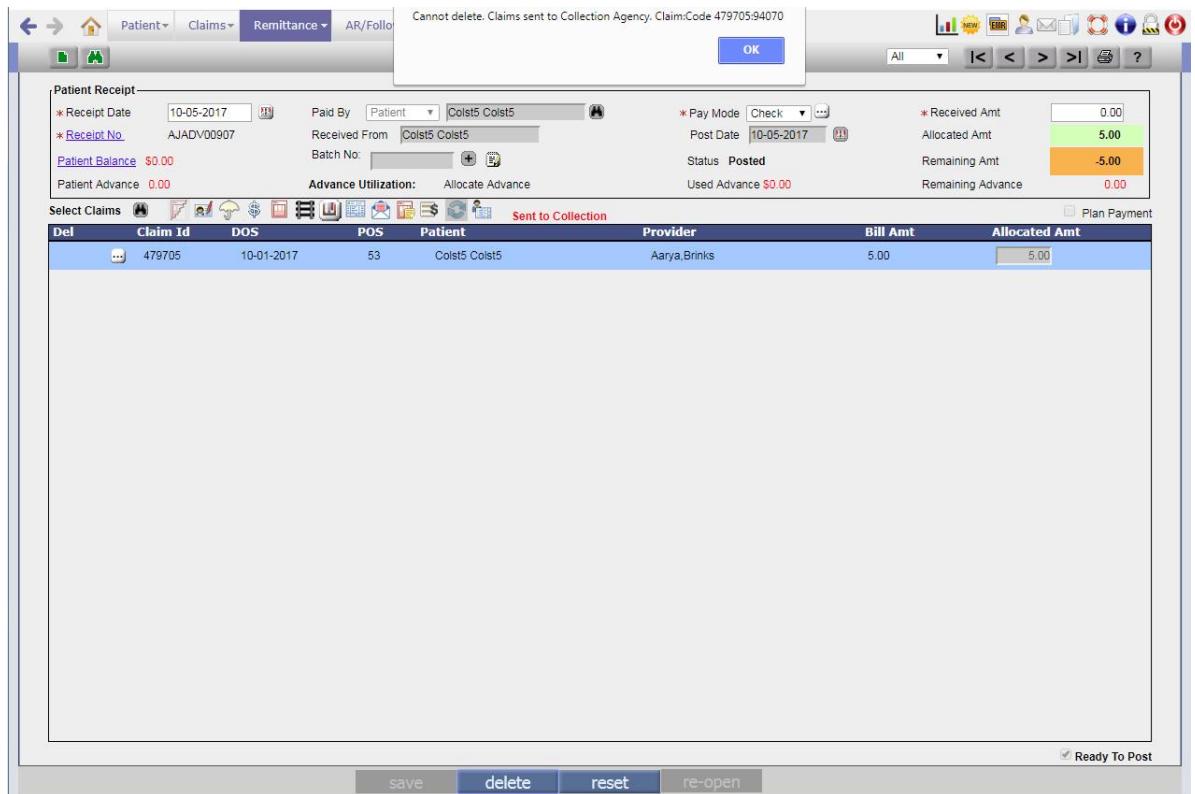 Cannot delete. Claims sent to Collection Agency. Claim:Code 479705:94070
OK
Patient Claims Remittance AR/Follo
NEW EHR
All |< < > >| ?
Patient Receipt
* Receipt Date 10-05-2017 Paid By Patient Colst5 Colst5 * Pay Mode Check ... * Received Amt 0.00
* Receipt No AJADV00907 Received From Colst5 Colst5 Post Date 10-05-2017 Allocated Amt 5.00
Patient Balance $0.00 Batch No: Status Posted Remaining Amt -5.00
Patient Advance 0.00 Advance Utilization: Allocate Advance Used Advance $0.00 Remaining Advance 0.00
Select Claims Sent to Collection Plan Payment
Del Claim Id DOS POS Patient Provider Bill Amt Allocated Amt
... 479705 10-01-2017 53 Colst5 Colst5 Aarya,Brinks 5.00 5.00
Ready To Post
save delete reset re-open